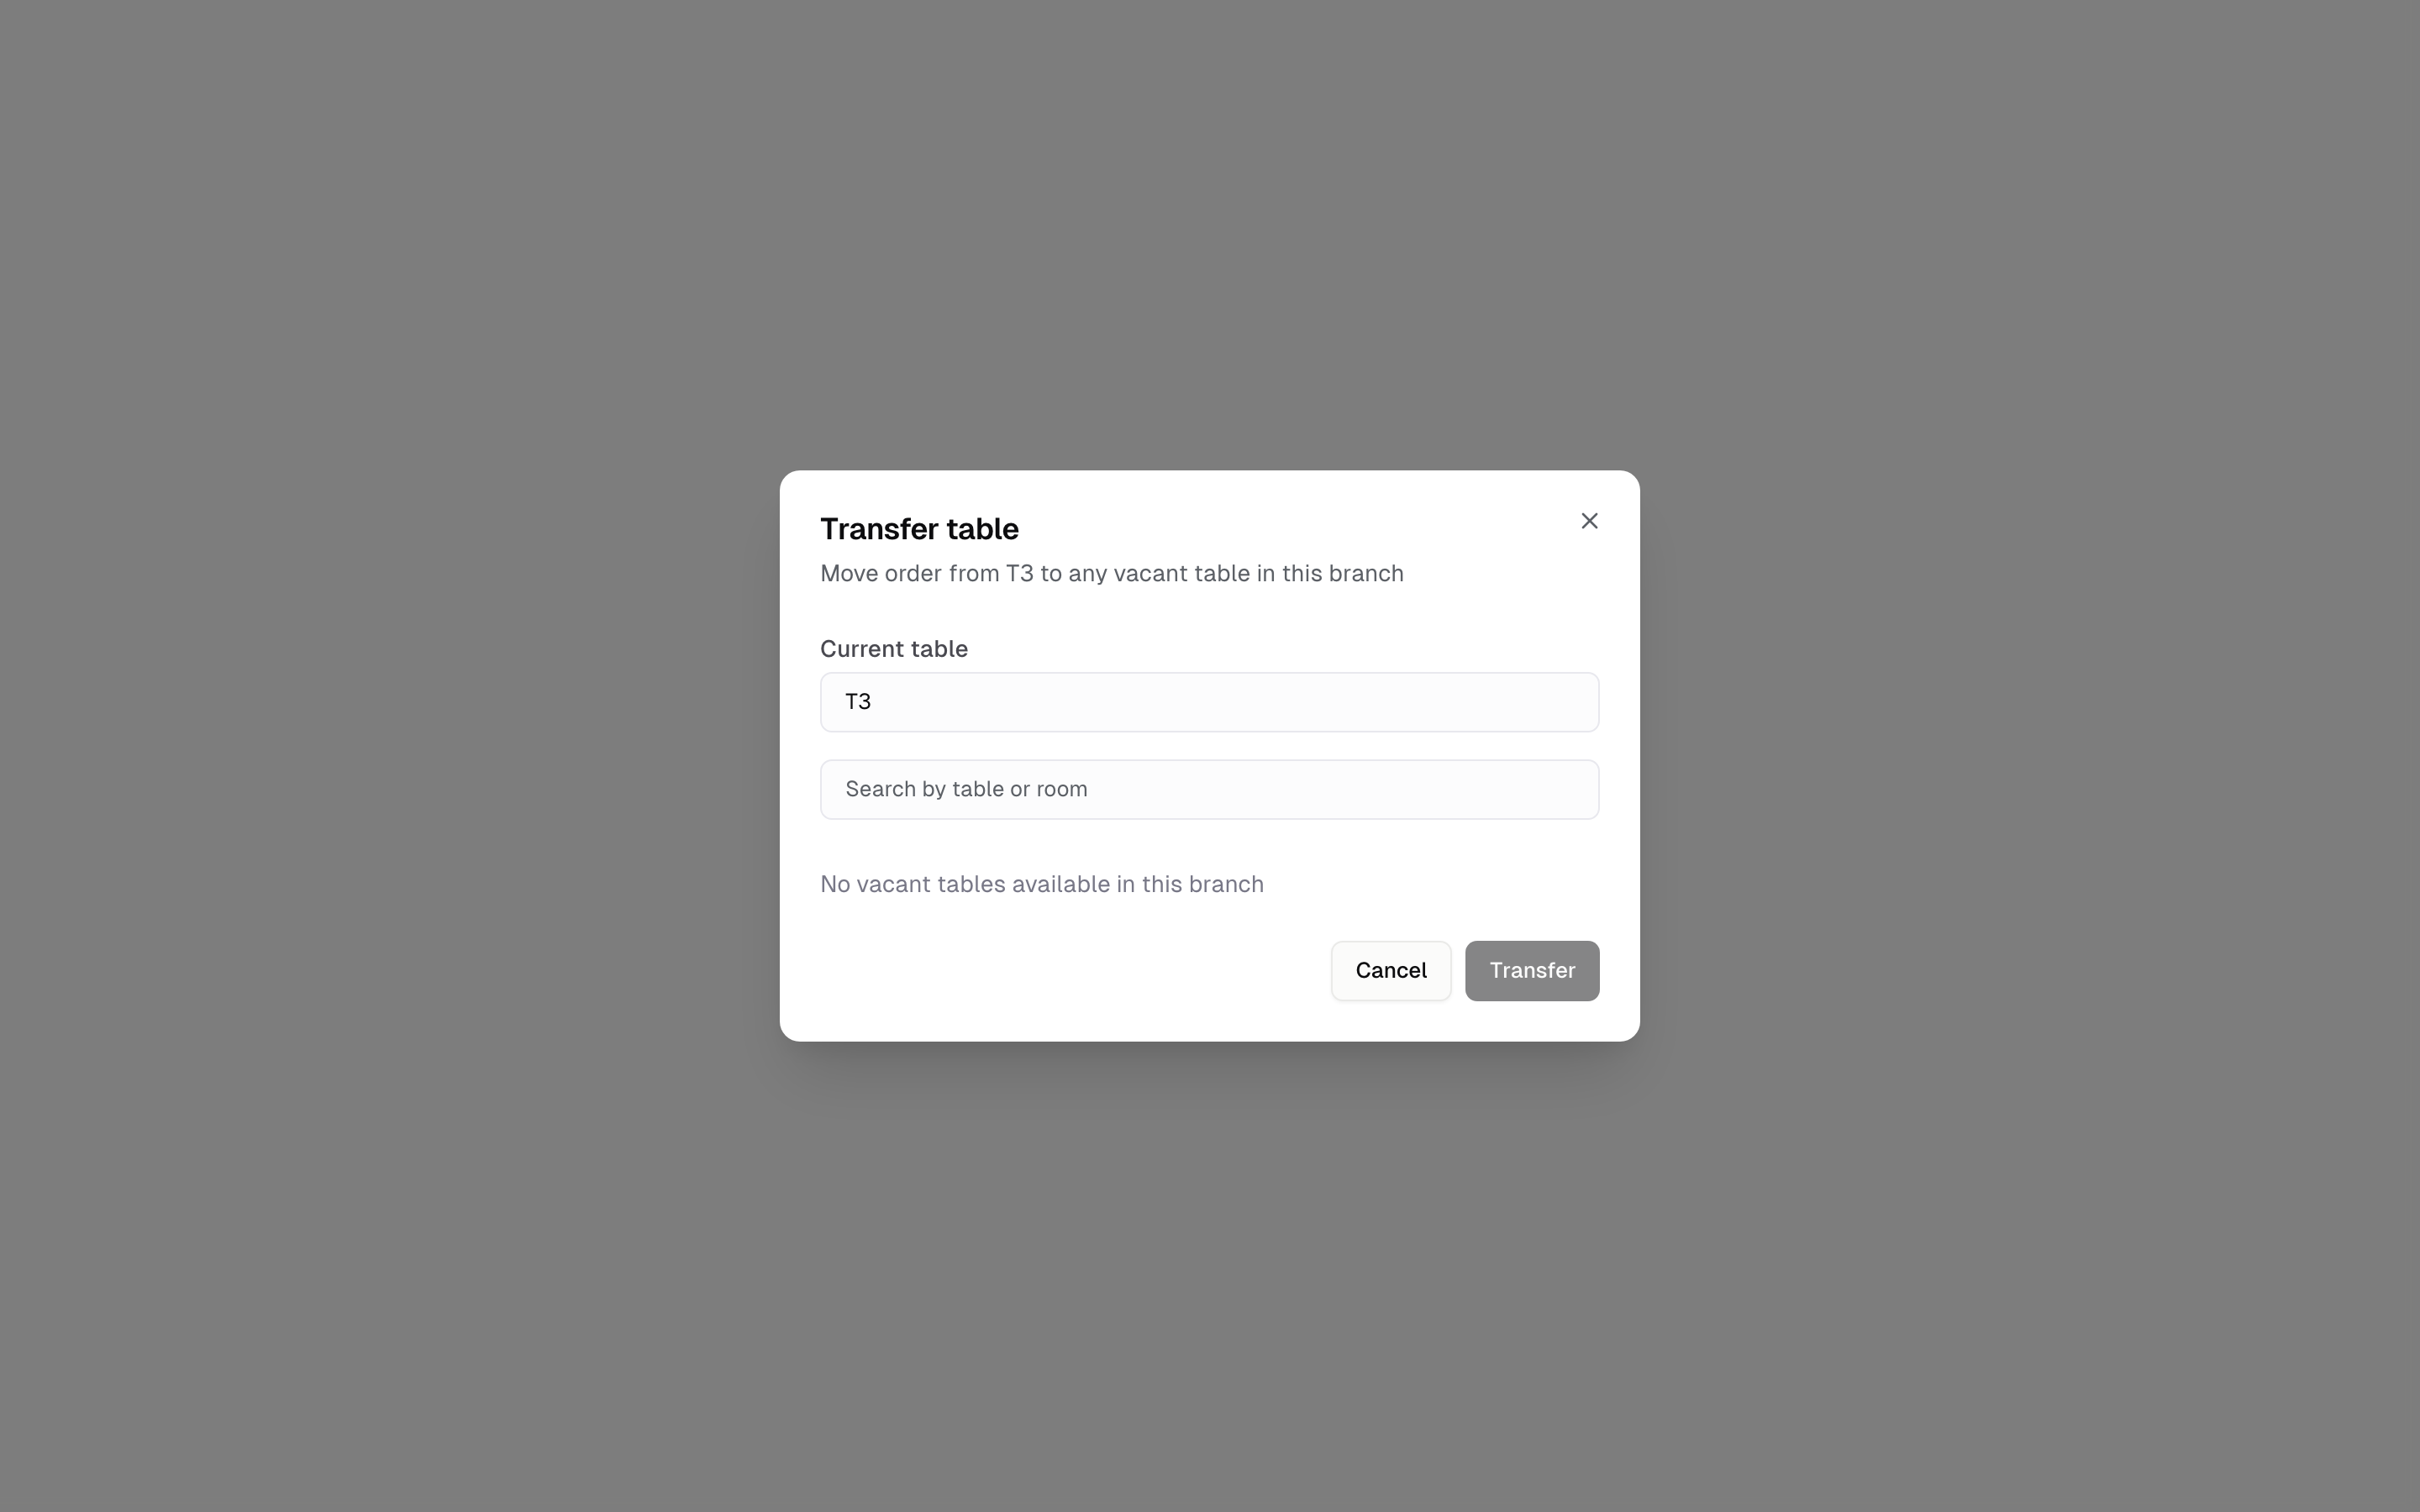 Transfer table
Move order from T3 to any vacant table in this branch
Current table
T3
Search by table or room
No vacant tables available in this branch
Cancel
Transfer